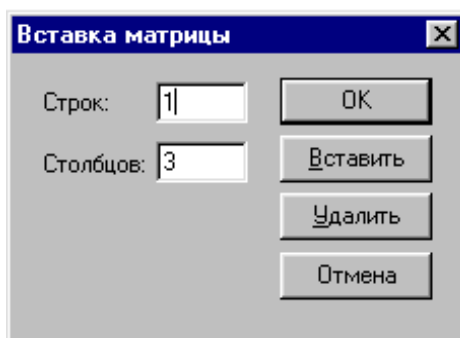 Вставка матрицы
Строк: 1
OK
Столбцов: 3
Вставить
Удалить
Отмена